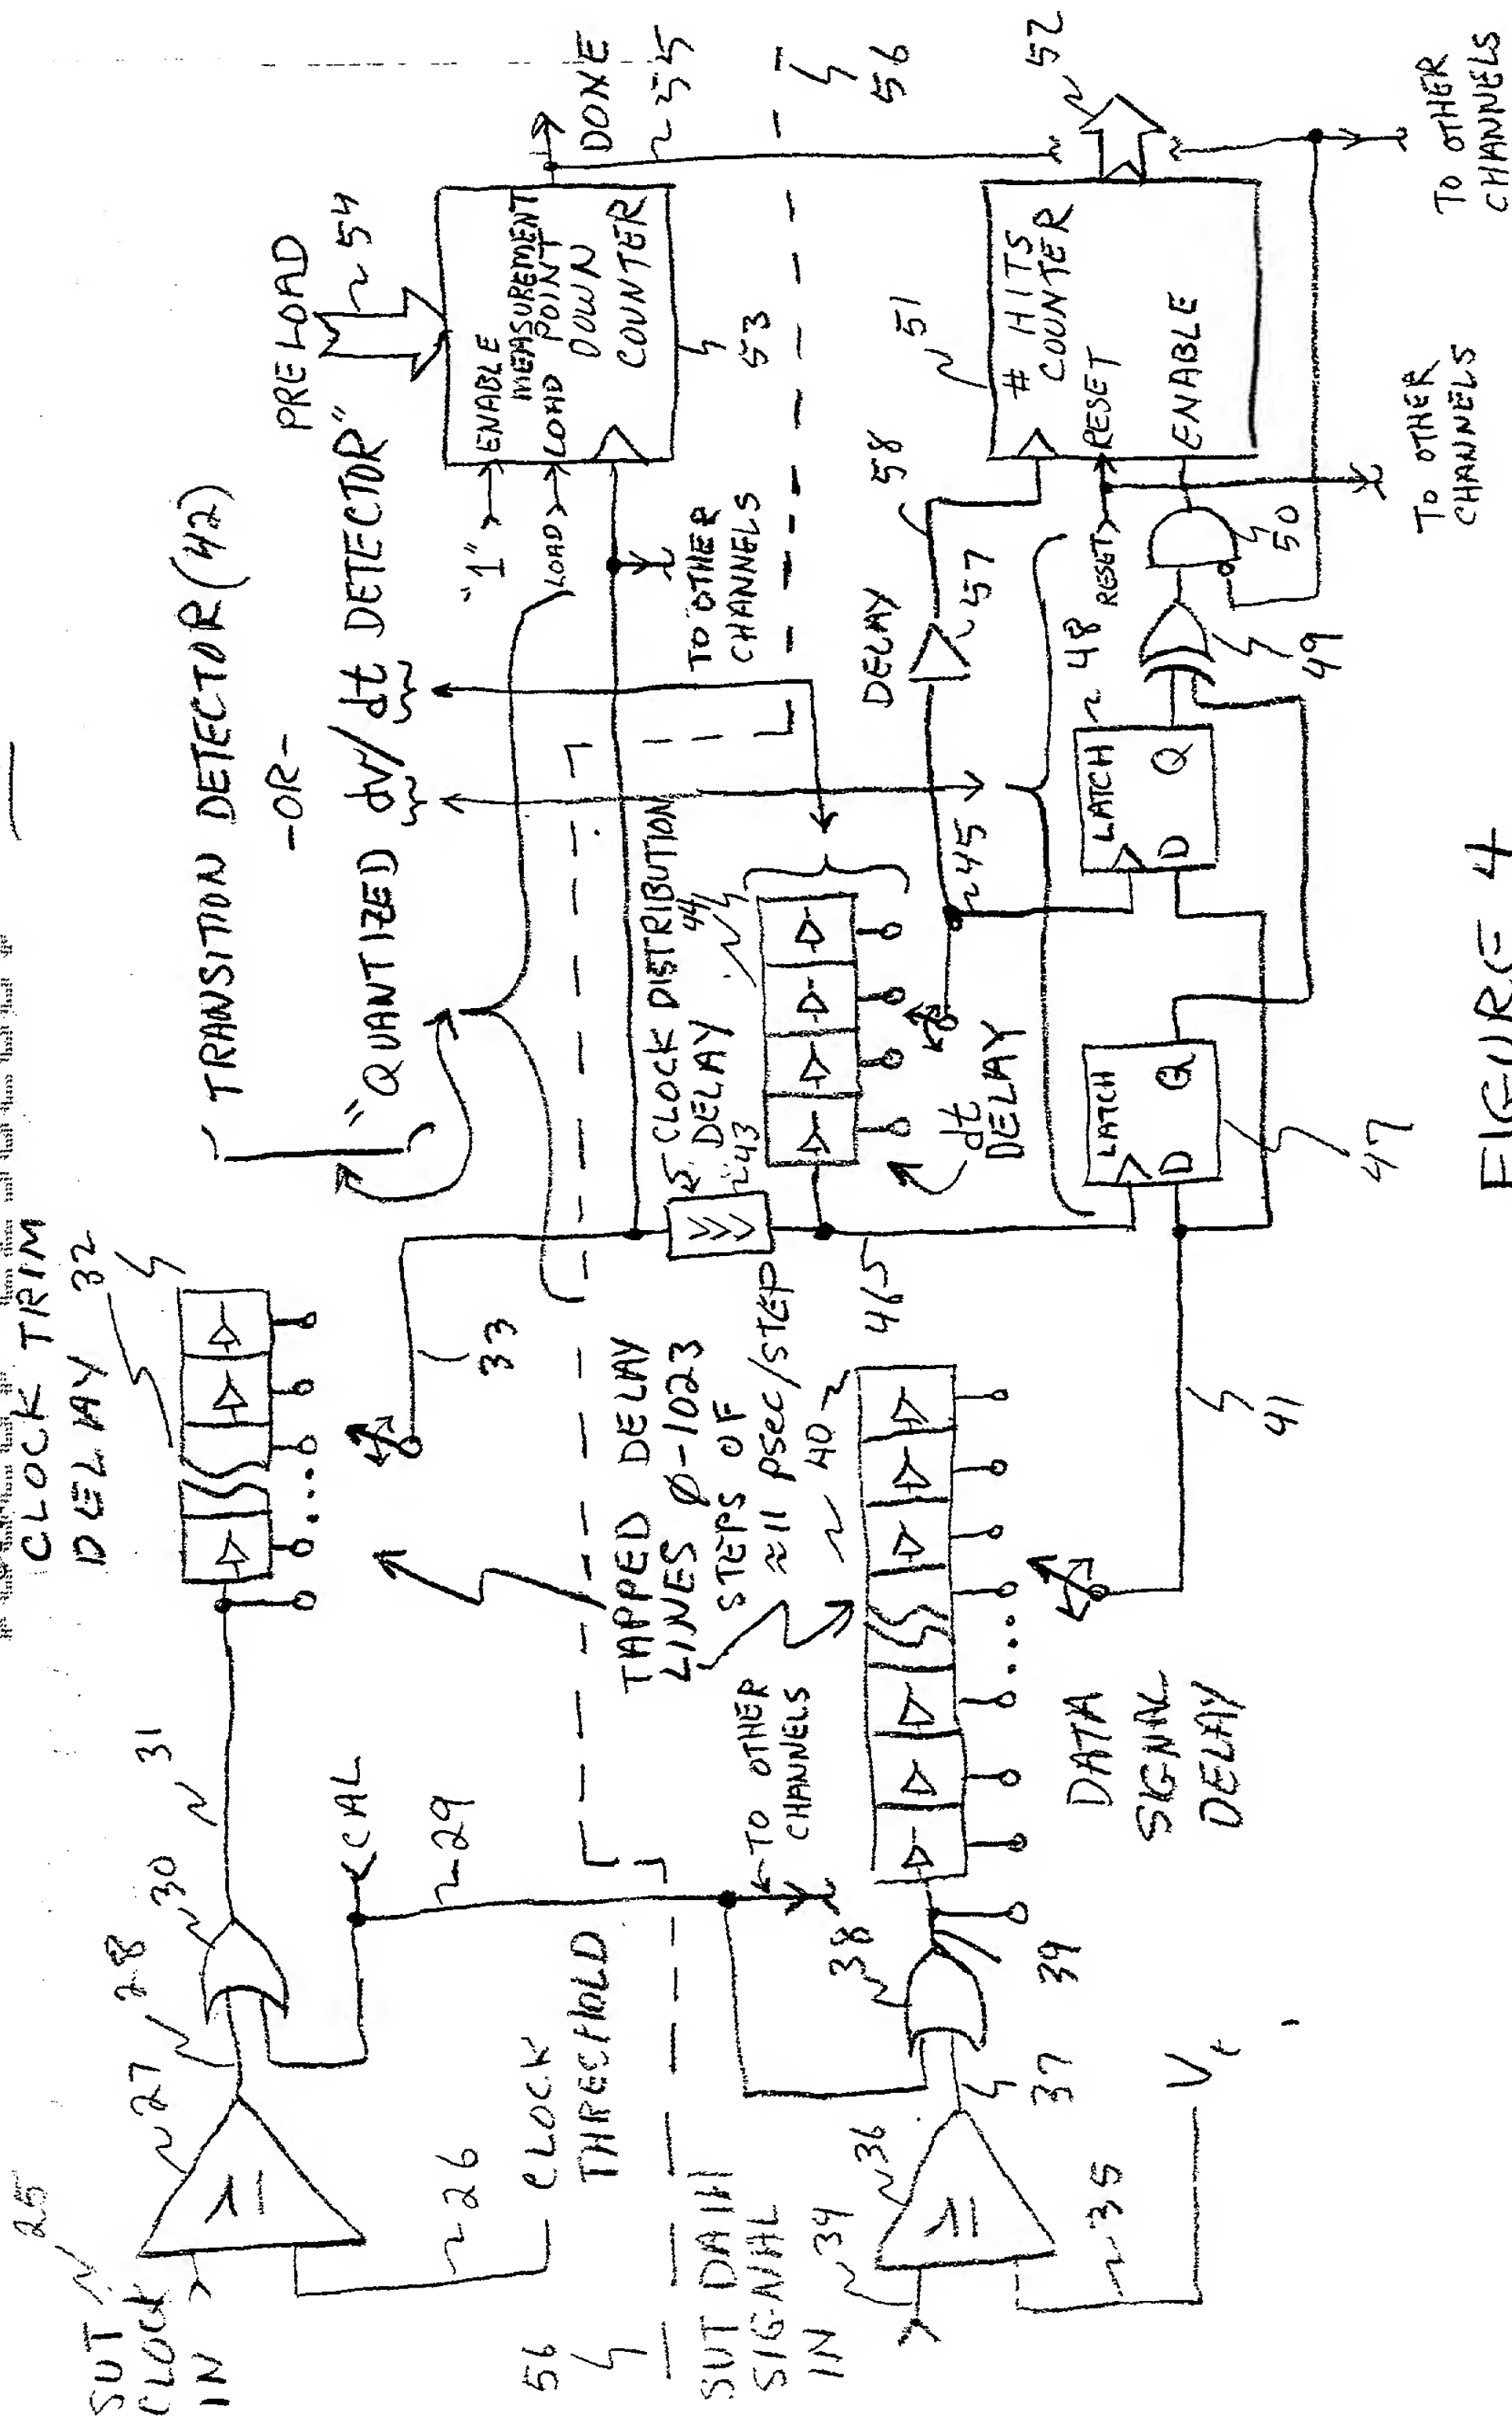 SUT
CLOCK
IN
25
27
28
30
31
26
CLOCK
THRESHOLD
CAL
29
CLOCK TRIM
DELAY 32
33
TRANSITION DETECTOR (42)
-OR-
"QUANTIZED dv/dt DETECTOR"
PRELOAD
54
"1"
ENABLE
MEASUREMENT
LOAD
LOAD POINT
DOWN
COUNTER
53
DONE
55
TO OTHER
CHANNELS
56
56
SUT DATA
SIGNAL
IN
34
36
35
Vt
37
38
39
← TO OTHER
CHANNELS
TAPPED DELAY
LINES Ø-1023
STEPS OF
≈11 psec/STEP
40
DATA
SIGNAL
DELAY
41
CLOCK DISTRIBUTION
DELAY
43
44
dt
DELAY
45
46
LATCH
D
Q
47
LATCH
D
Q
48
49
50
DELAY
57
58
51
# HITS
COUNTER
RESET
RESET
ENABLE
52
TO OTHER
CHANNELS
TO OTHER
CHANNELS
FIGURE 4